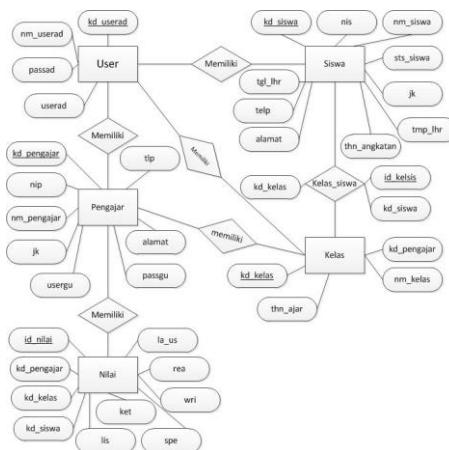 kd_userad
nm_userad
passad
userad
User
Memiliki
kd_siswa
nis
nm_siswa
sts_siswa
Siswa
tgl_lhr
jk
telp
tmp_lhr
alamat
thn_angkatan
Memiliki
Memiliki
kd_pengajar
tlp
nip
nm_pengajar
Pengajar
jk
alamat
usergu
passgu
kd_kelas
Kelas_siswa
id_kelsis
kd_siswa
memiliki
Kelas
kd_pengajar
kd_kelas
nm_kelas
thn_ajar
Memiliki
id_nilai
la_us
kd_pengajar
Nilai
rea
kd_kelas
wri
kd_siswa
ket
lis
spe